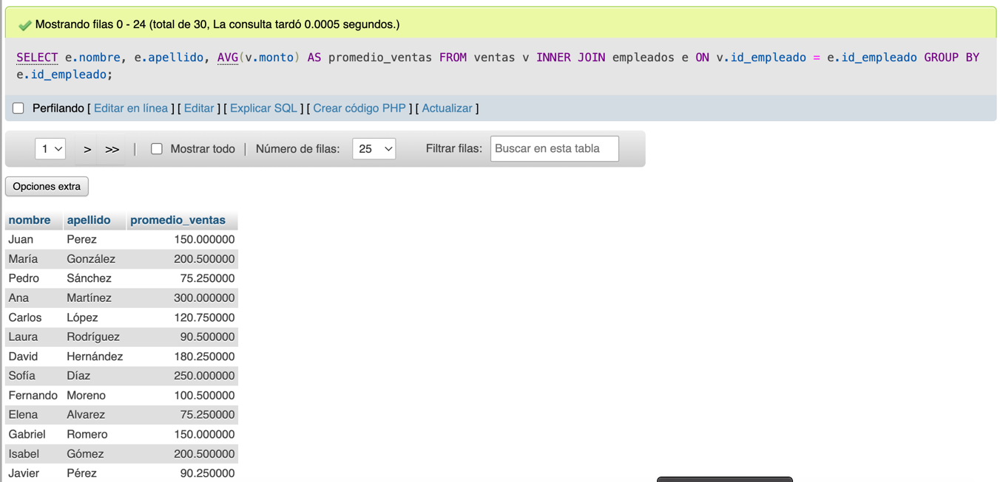 Mostrando filas 0 - 24 (total de 30, La consulta tardó 0.0005 segundos.)
SELECT e.nombre, e.apellido, AVG(v.monto) AS promedio_ventas FROM ventas v INNER JOIN empleados e ON v.id_empleado = e.id_empleado GROUP BY
e.id_empleado;
Perfilando [ Editar en línea ] [ Editar ] [ Explicar SQL ] [ Crear código PHP ] [ Actualizar ]
1 > >> | Mostrar todo | Número de filas: 25 Filtrar filas: Buscar en esta tabla
Opciones extra
nombre apellido promedio_ventas
Juan Perez 150.000000
María González 200.500000
Pedro Sánchez 75.250000
Ana Martínez 300.000000
Carlos López 120.750000
Laura Rodríguez 90.500000
David Hernández 180.250000
Sofía Díaz 250.000000
Fernando Moreno 100.500000
Elena Alvarez 75.250000
Gabriel Romero 150.000000
Isabel Gómez 200.500000
Javier Pérez 90.250000